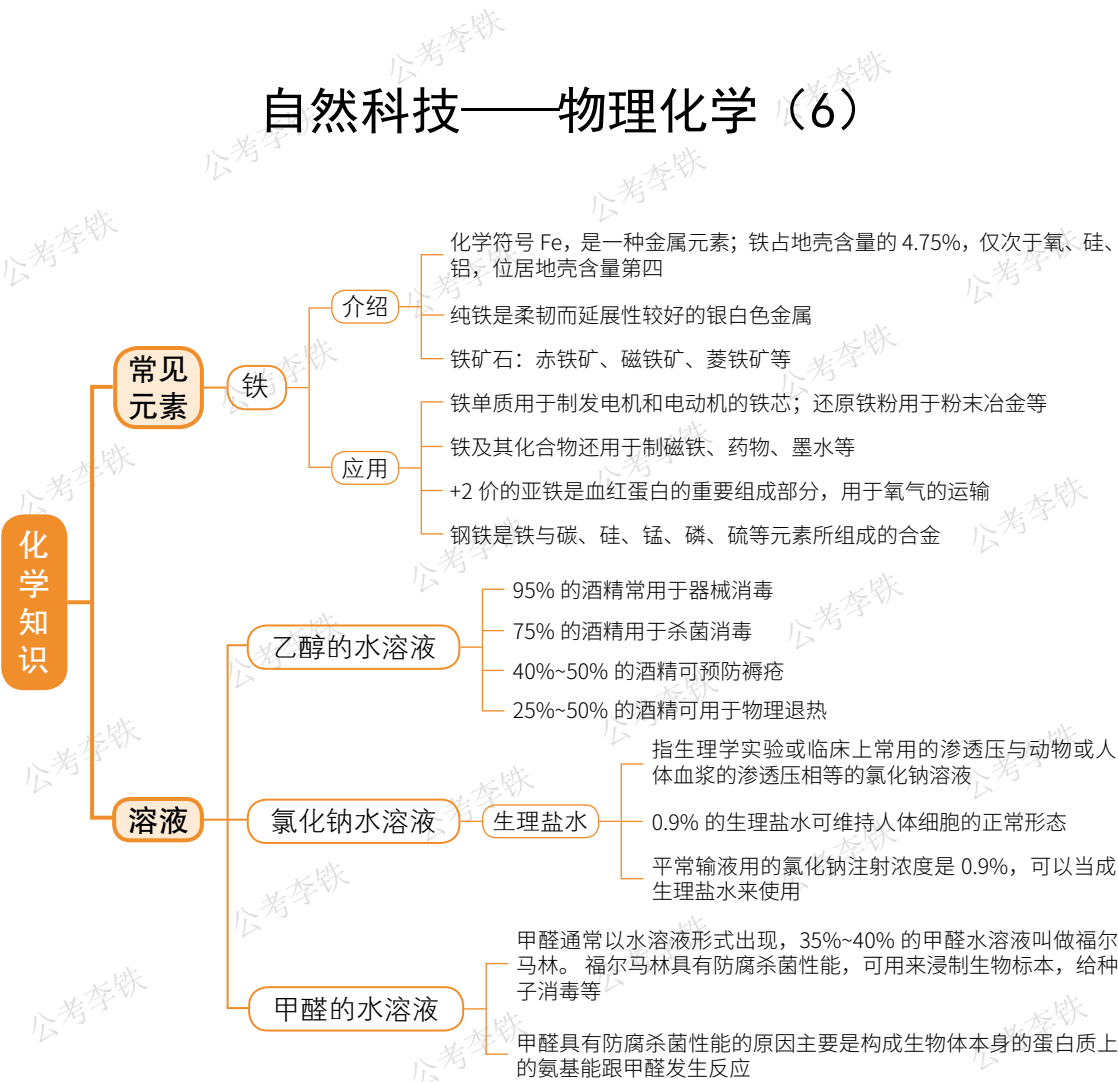 自然科技——物理化学（6）
化学知识
常见
元素
铁
介绍
化学符号 Fe，是一种金属元素；铁占地壳含量的 4.75%，仅次于氧、硅、
铝，位居地壳含量第四
纯铁是柔韧而延展性较好的银白色金属
铁矿石：赤铁矿、磁铁矿、菱铁矿等
应用
铁单质用于制发电机和电动机的铁芯；还原铁粉用于粉末冶金等
铁及其化合物还用于制磁铁、药物、墨水等
+2 价的亚铁是血红蛋白的重要组成部分，用于氧气的运输
钢铁是铁与碳、硅、锰、磷、硫等元素所组成的合金
溶液
乙醇的水溶液
95% 的酒精常用于器械消毒
75% 的酒精用于杀菌消毒
40%~50% 的酒精可预防褥疮
25%~50% 的酒精可用于物理退热
氯化钠水溶液
生理盐水
指生理学实验或临床上常用的渗透压与动物或人
体血浆的渗透压相等的氯化钠溶液
0.9% 的生理盐水可维持人体细胞的正常形态
平常输液用的氯化钠注射浓度是 0.9%，可以当成
生理盐水来使用
甲醛的水溶液
甲醛通常以水溶液形式出现，35%~40% 的甲醛水溶液叫做福尔
马林。 福尔马林具有防腐杀菌性能，可用来浸制生物标本，给种
子消毒等
甲醛具有防腐杀菌性能的原因主要是构成生物体本身的蛋白质上
的氨基能跟甲醛发生反应
公考李铁